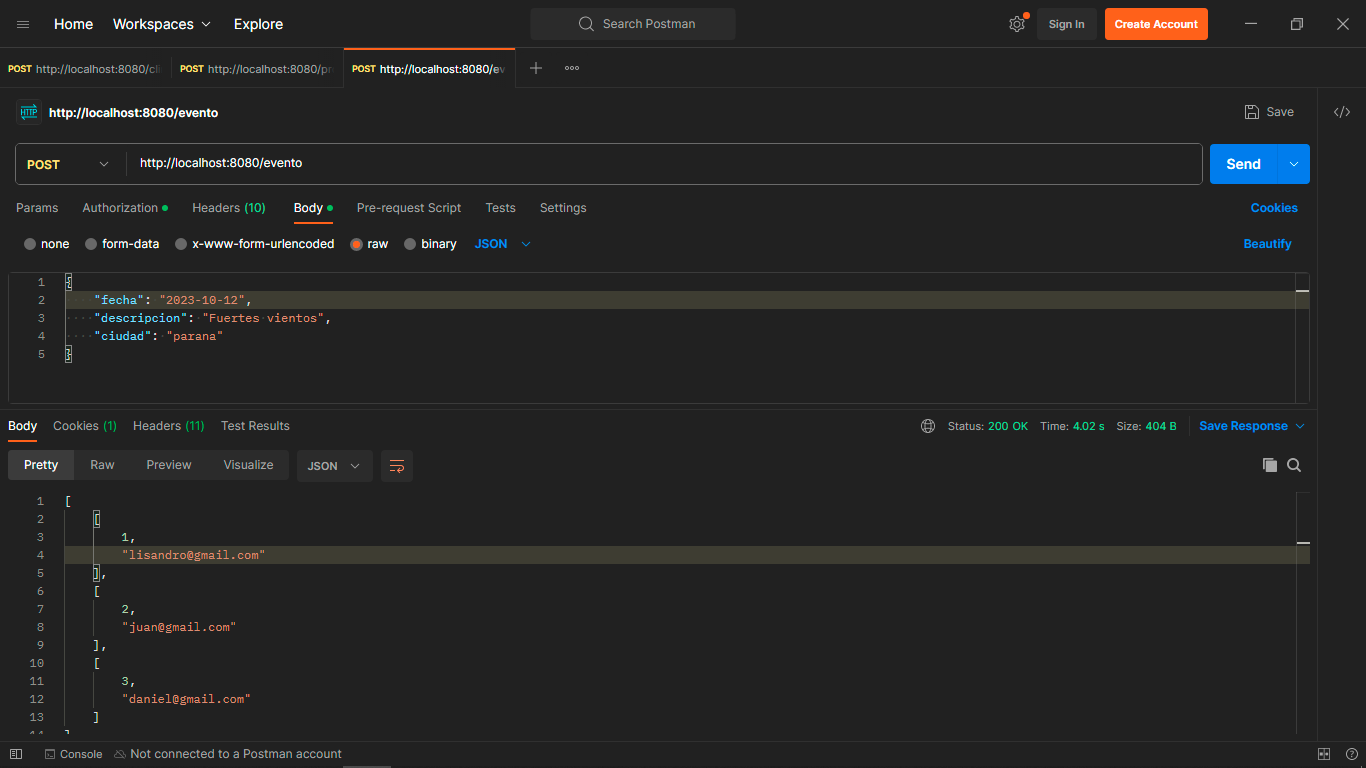 Home Workspaces Explore Search Postman Sign In Create Account
POST http://localhost:8080/cli POST http://localhost:8080/pr POST http://localhost:8080/ev
HTTP http://localhost:8080/evento Save </>
POST http://localhost:8080/evento Send
Params Authorization Headers (10) Body Pre-request Script Tests Settings Cookies
none form-data x-www-form-urlencoded raw binary JSON Beautify
1 {
2 "fecha": "2023-10-12",
3 "descripcion": "Fuertes vientos",
4 "ciudad": "parana"
5 }
Body Cookies (1) Headers (11) Test Results Status: 200 OK Time: 4.02 s Size: 404 B Save Response
Pretty Raw Preview Visualize JSON
1 [
2 [
3 1,
4 "lisandro@gmail.com"
5 ],
6 [
7 2,
8 "juan@gmail.com"
9 ],
10 [
11 3,
12 "daniel@gmail.com"
13 ]
14 ]
Console Not connected to a Postman account